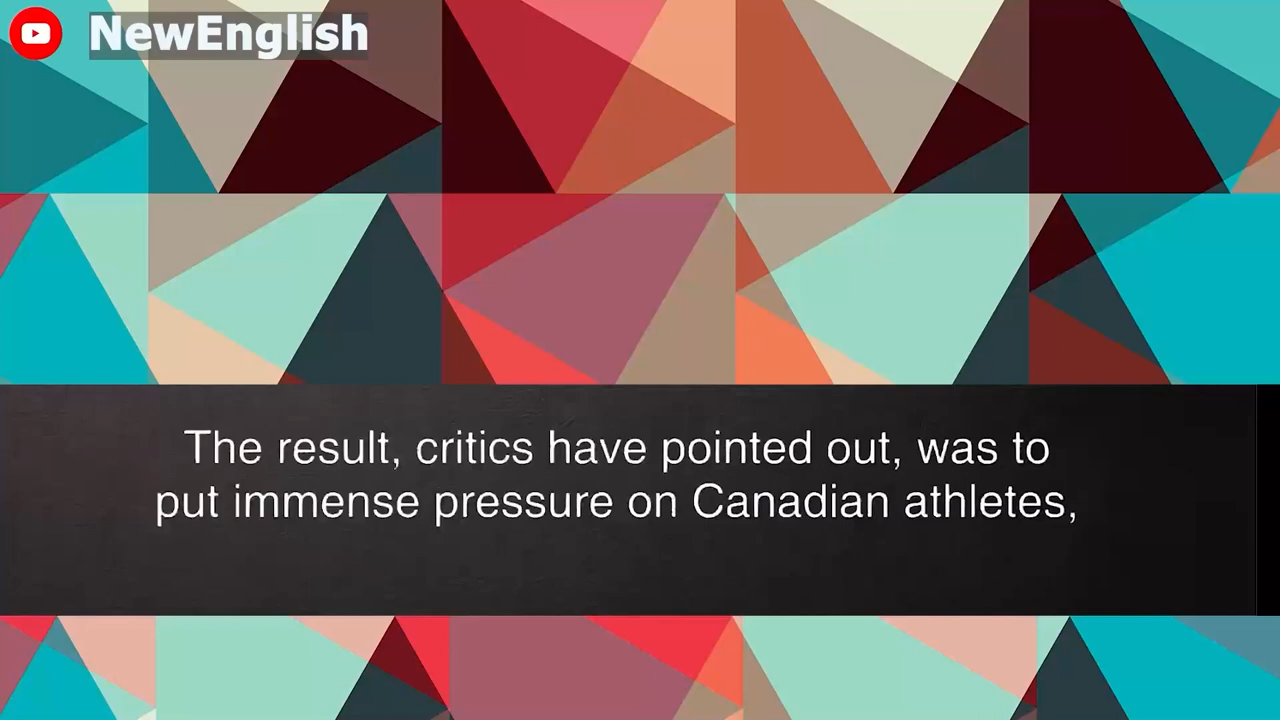 NewEnglish
The result, critics have pointed out, was to
put immense pressure on Canadian athletes,